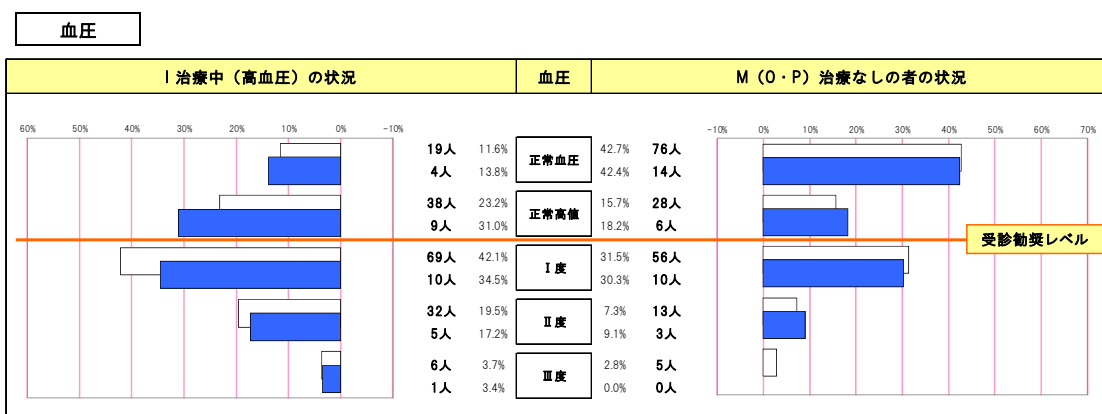 血圧
Ⅰ 治療中（高血圧）の状況 血圧 M（O・P）治療なしの者の状況
60% 50% 40% 30% 20% 10% 0% -10% -10% 0% 10% 20% 30% 40% 50% 60% 70%
19人 11.6% 正常血圧 42.7% 76人
4人 13.8% 42.4% 14人
38人 23.2% 正常高値 15.7% 28人
9人 31.0% 18.2% 6人
受診勧奨レベル
69人 42.1% Ⅰ度 31.5% 56人
10人 34.5% 30.3% 10人
32人 19.5% Ⅱ度 7.3% 13人
5人 17.2% 9.1% 3人
6人 3.7% Ⅲ度 2.8% 5人
1人 3.4% 0.0% 0人